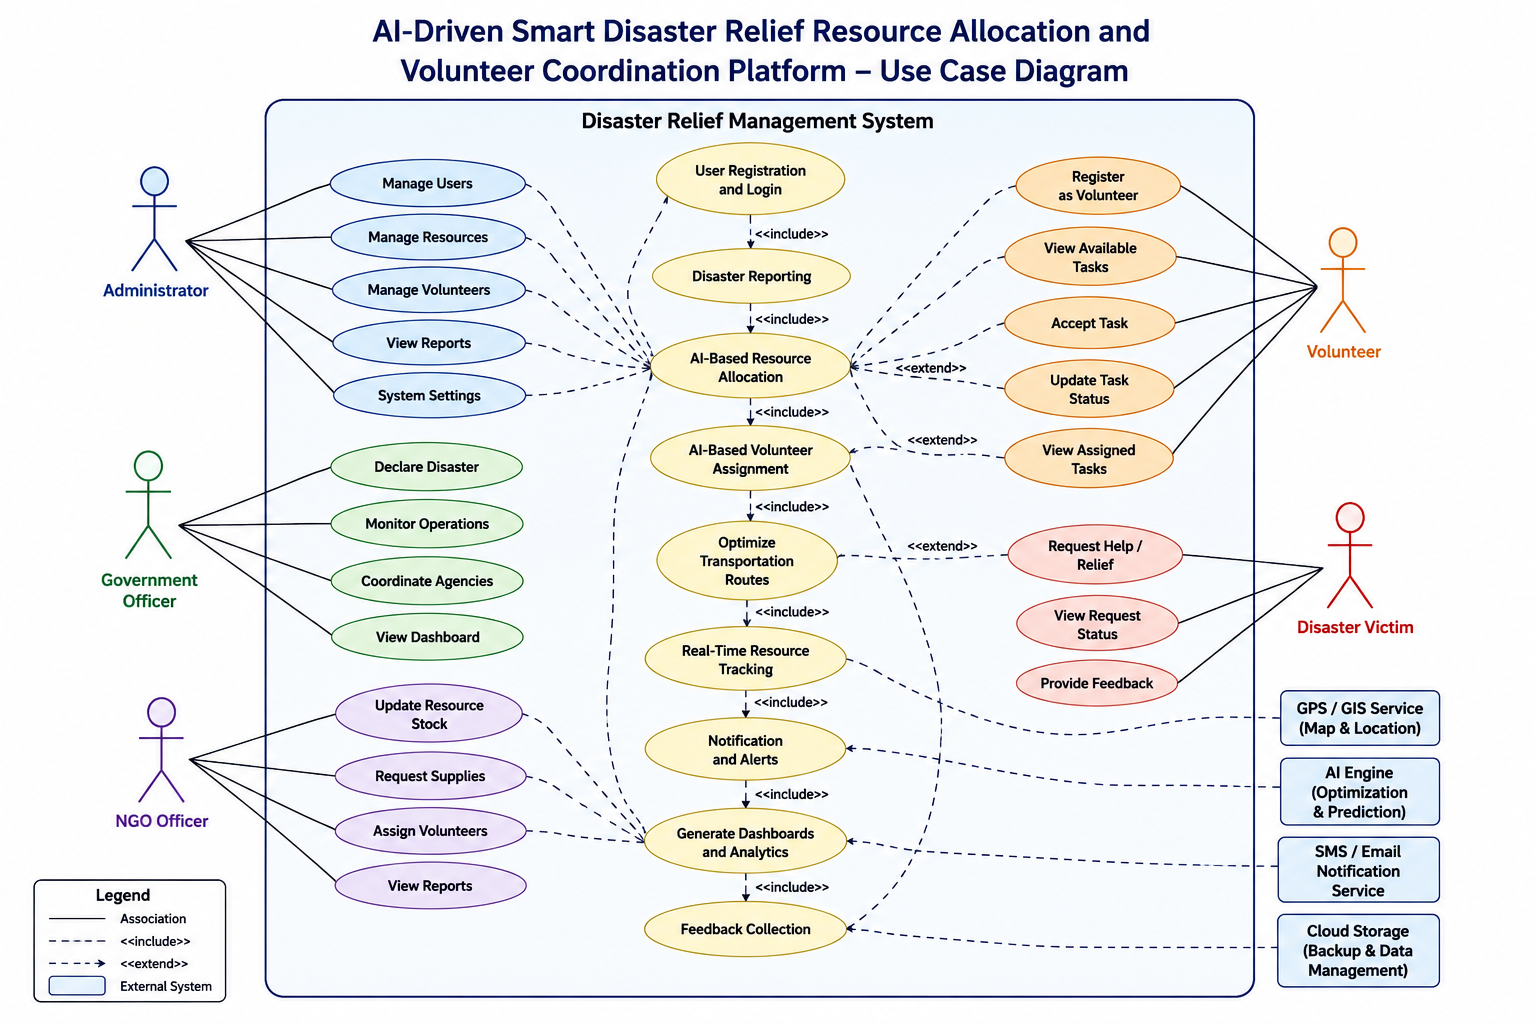 AI-Driven Smart Disaster Relief Resource Allocation and
Volunteer Coordination Platform – Use Case Diagram
Disaster Relief Management System
Administrator
Manage Users
Manage Resources
Manage Volunteers
View Reports
System Settings
Government
Officer
Declare Disaster
Monitor Operations
Coordinate Agencies
View Dashboard
NGO Officer
Update Resource
Stock
Request Supplies
Assign Volunteers
View Reports
User Registration
and Login
<<include>>
Disaster Reporting
<<include>>
AI-Based Resource
Allocation
<<include>>
AI-Based Volunteer
Assignment
<<include>>
Optimize
Transportation
Routes
<<include>>
Real-Time Resource
Tracking
<<include>>
Notification
and Alerts
<<include>>
Generate Dashboards
and Analytics
<<include>>
Feedback Collection
Register
as Volunteer
View Available
Tasks
Accept Task
<<extend>>
Update Task
Status
<<extend>>
View Assigned
Tasks
Volunteer
<<extend>>
Request Help /
Relief
View Request
Status
Provide Feedback
Disaster Victim
GPS / GIS Service
(Map & Location)
AI Engine
(Optimization
& Prediction)
SMS / Email
Notification
Service
Cloud Storage
(Backup & Data
Management)
Legend
Association
<<include>>
<<extend>>
External System